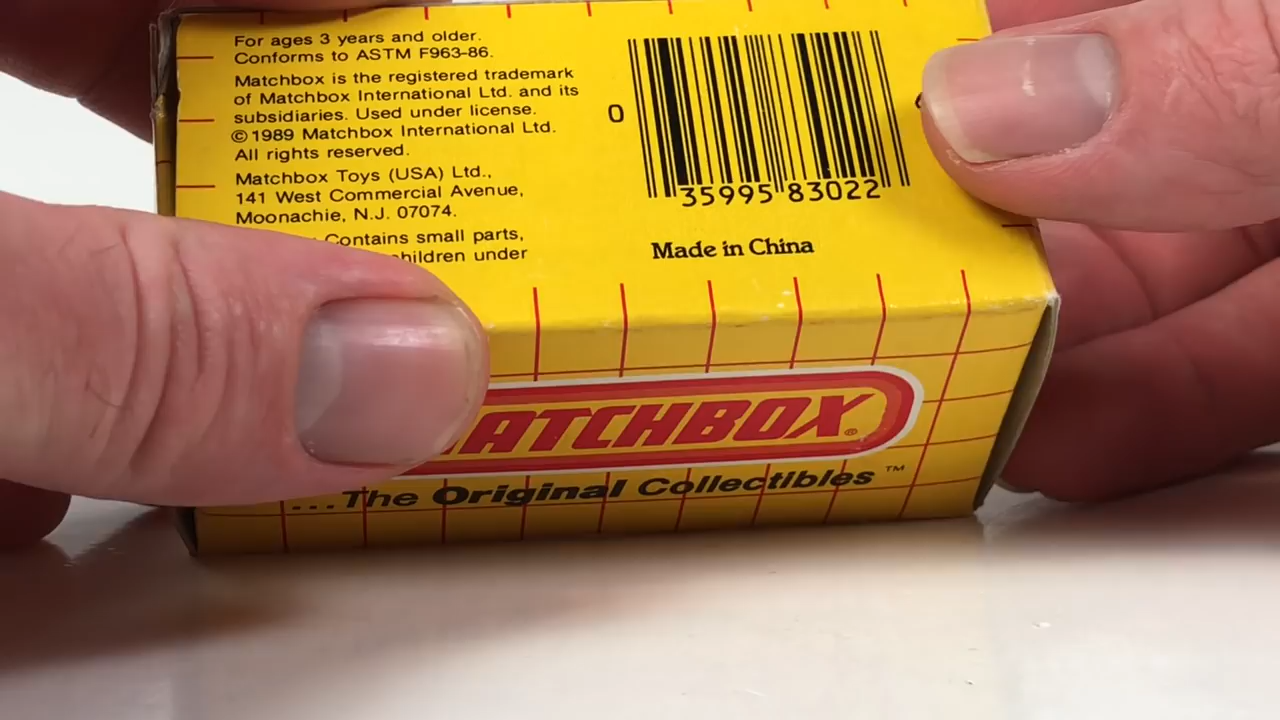 For ages 3 years and older.
Conforms to ASTM F963-86.
Matchbox is the registered trademark
of Matchbox International Ltd. and its
subsidiaries. Used under license.
©1989 Matchbox International Ltd.
All rights reserved.
Matchbox Toys (USA) Ltd.,
141 West Commercial Avenue,
Moonachie, N.J. 07074.
Contains small parts,
under
0 35995 83022
Made in China
ATCHBOX®
...The Original Collectibles™